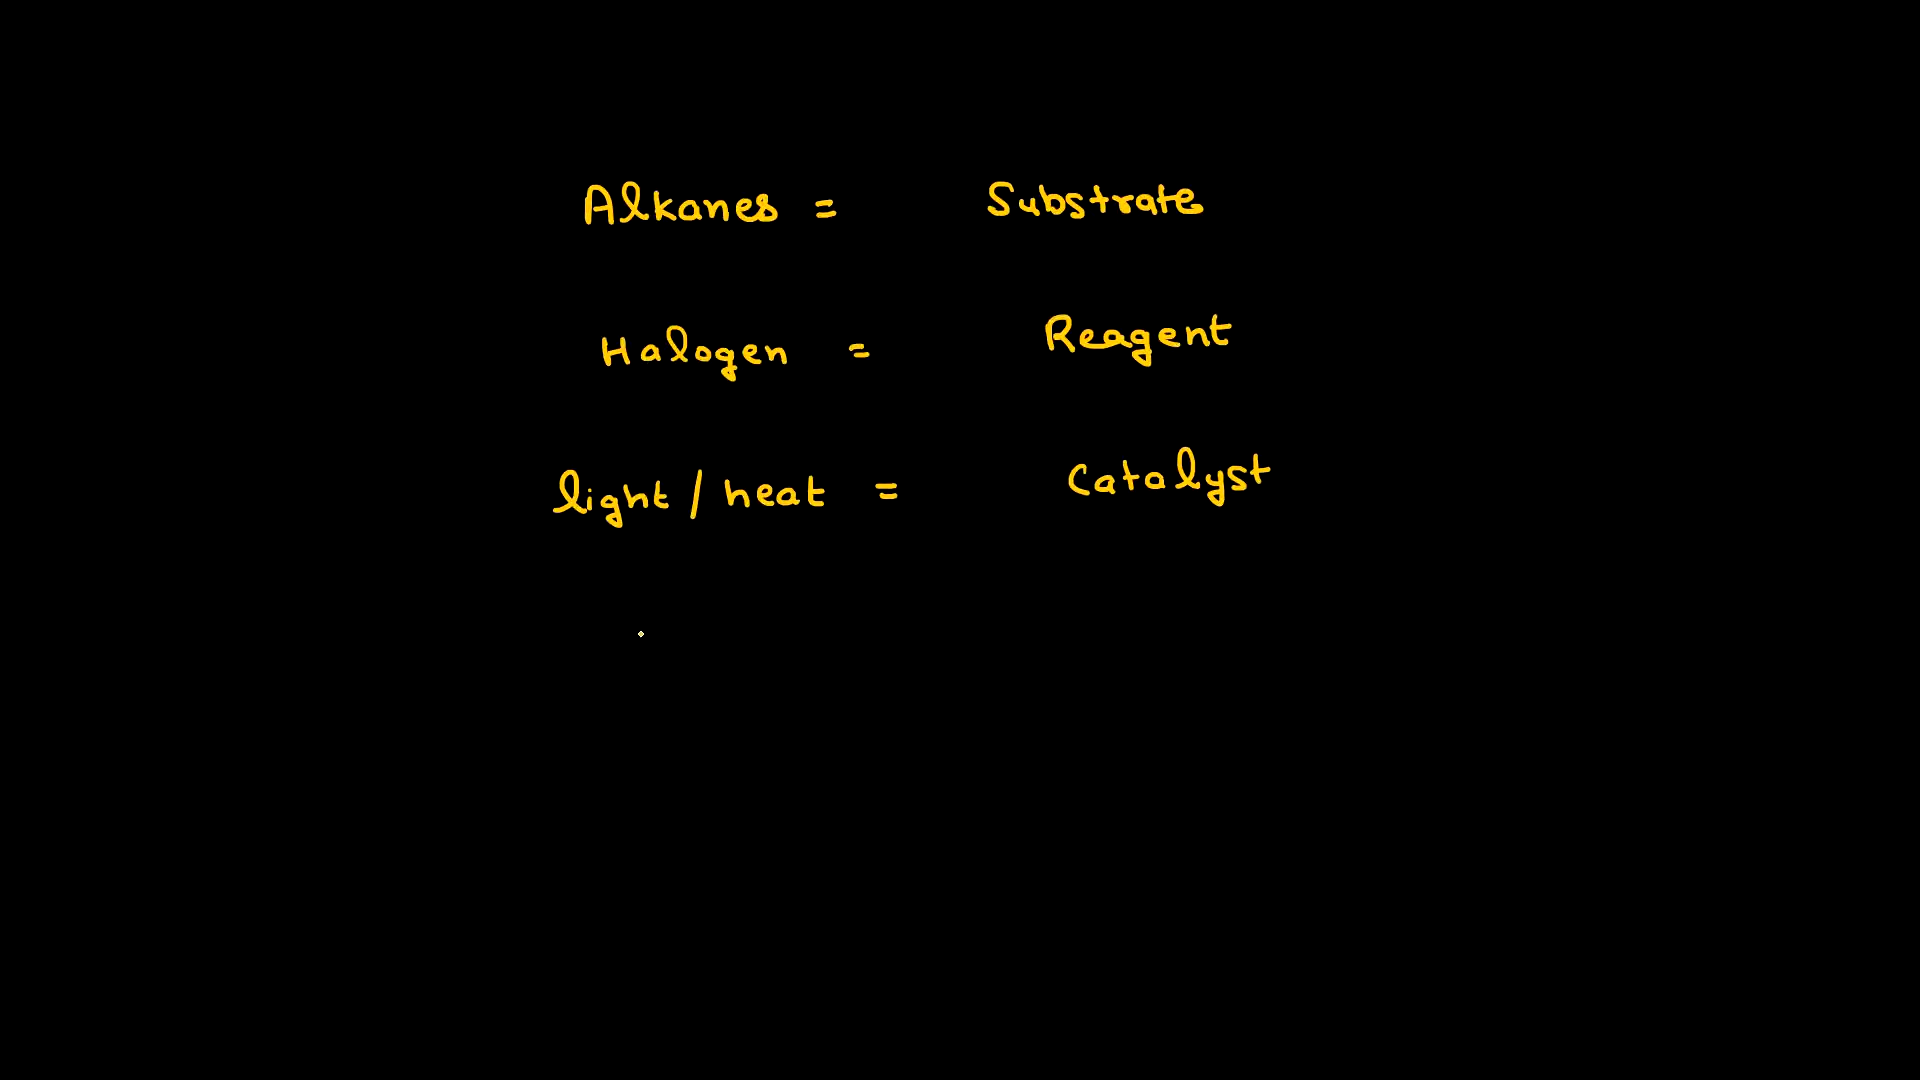 Alkanes = Substrate
Halogen = Reagent
light / heat = Catalyst